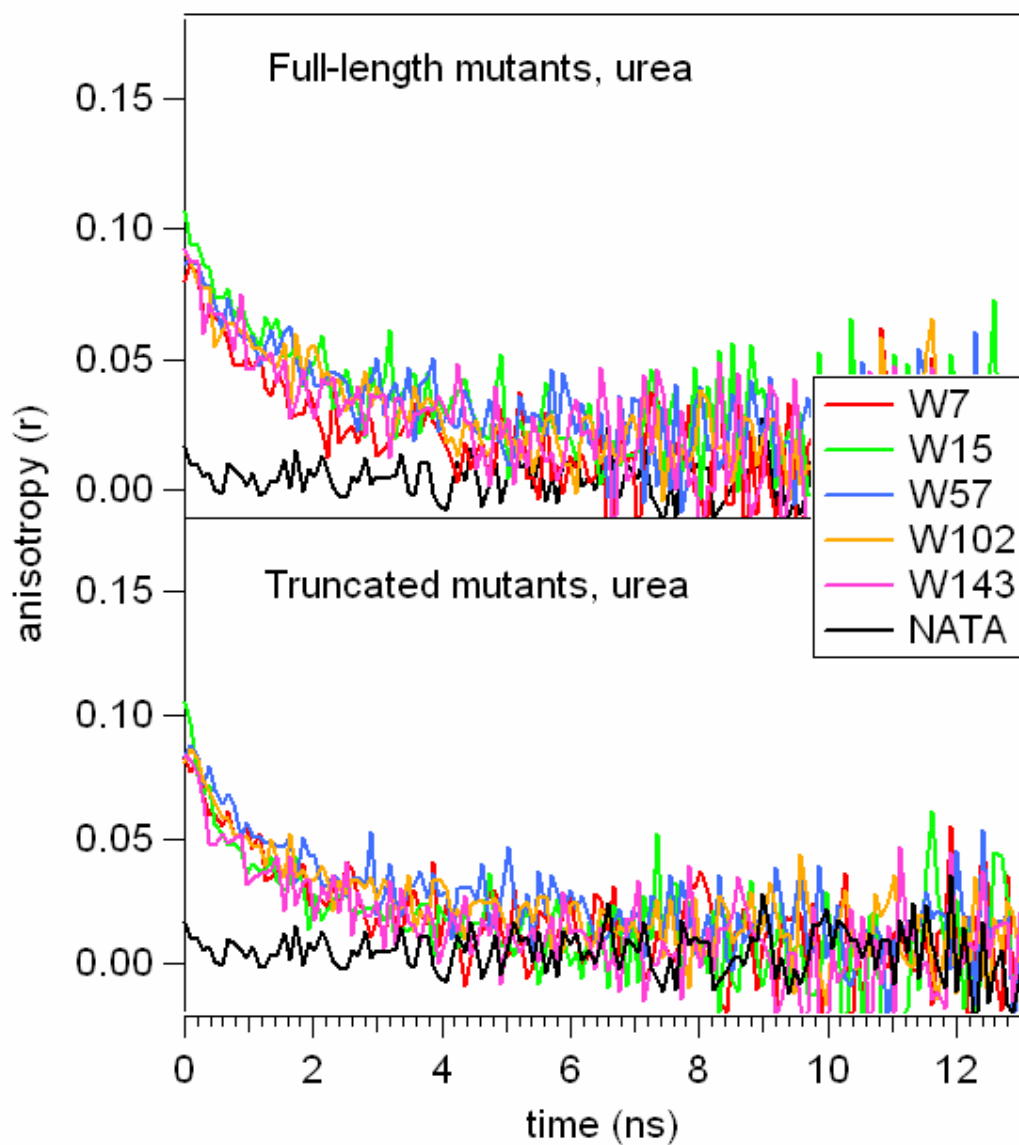 Full-length mutants, urea
0.15
0.10
0.05
0.00
W7
W15
W57
W102
W143
NATA
anisotropy (r)
Truncated mutants, urea
0.15
0.10
0.05
0.00
0 2 4 6 8 10 12
time (ns)